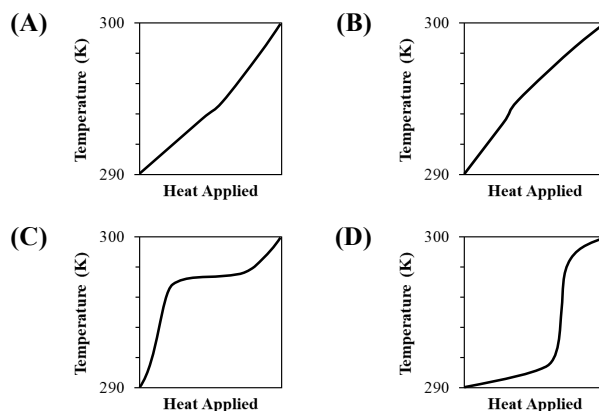 (A)
300
Temperature (K)
290
Heat Applied
(B)
300
Temperature (K)
290
Heat Applied
(C)
300
Temperature (K)
290
Heat Applied
(D)
300
Temperature (K)
290
Heat Applied